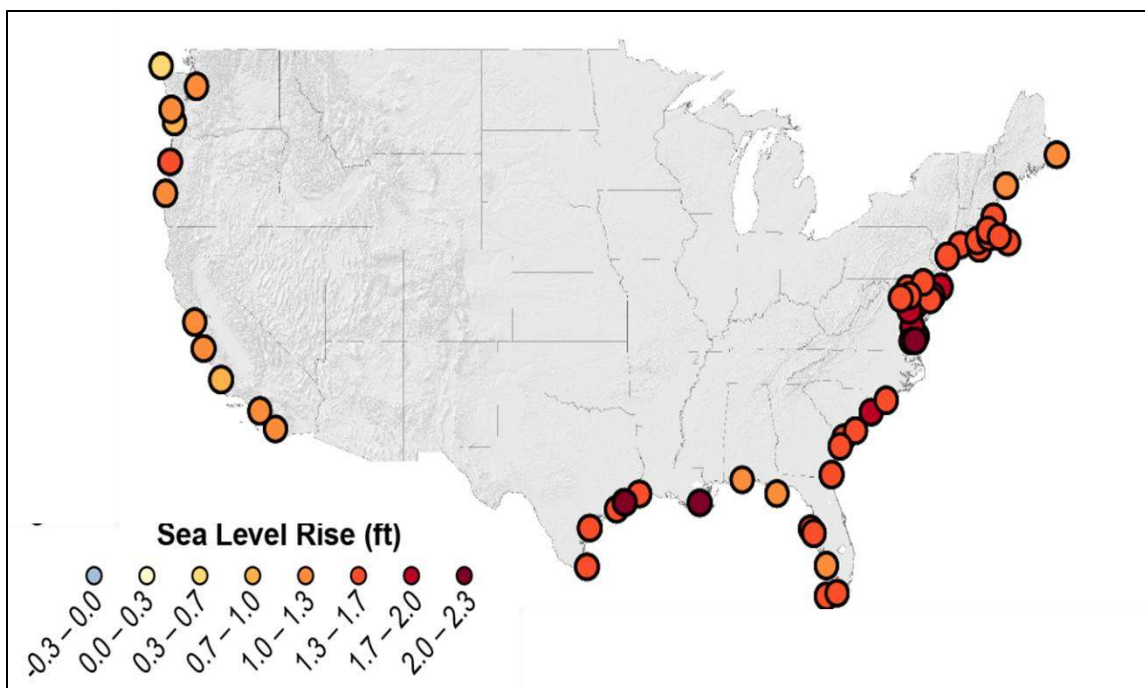 Sea Level Rise (ft)
-0.3 – 0.0
0.0 – 0.3
0.3 – 0.7
0.7 – 1.0
1.0 – 1.3
1.3 – 1.7
1.7 – 2.0
2.0 – 2.3